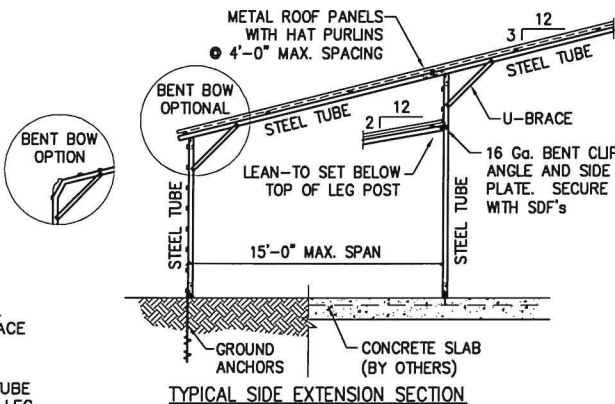 METAL ROOF PANELS
WITH HAT PURLINS
@ 4'-0" MAX. SPACING
12
3
STEEL TUBE
BENT BOW
OPTIONAL
STEEL TUBE
U-BRACE
BENT BOW
OPTION
12
2
LEAN-TO SET BELOW
TOP OF LEG POST
16 Ga. BENT CLIP
ANGLE AND SIDE
PLATE. SECURE
WITH SDF's
STEEL TUBE
STEEL TUBE
15'-0" MAX. SPAN
ACE
GROUND
ANCHORS
CONCRETE SLAB
(BY OTHERS)
TUBE
LEG
TYPICAL SIDE EXTENSION SECTION